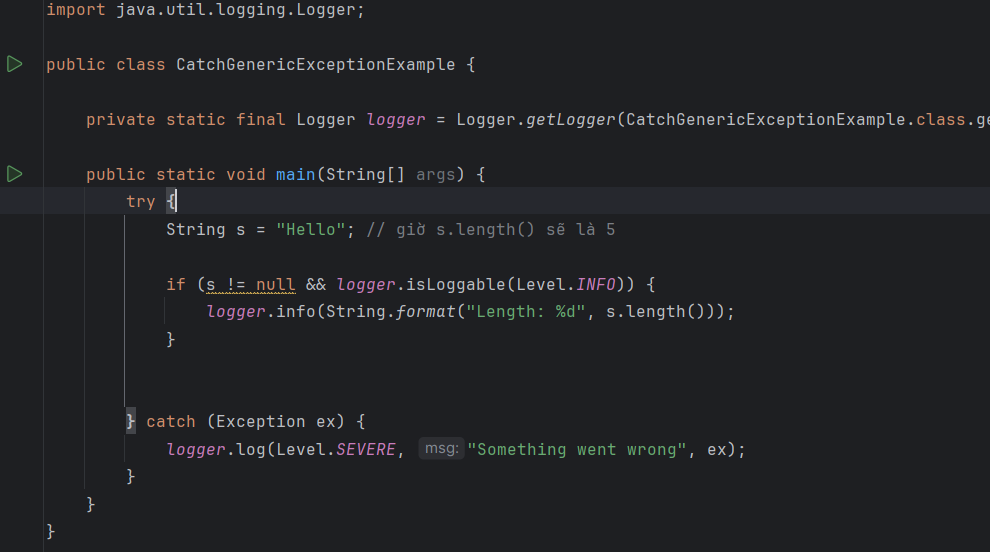 import java.util.logging.Logger;
public class CatchGenericExceptionExample {
private static final Logger logger = Logger.getLogger(CatchGenericExceptionExample.class.ge
public static void main(String[] args) {
try {
String s = "Hello"; // giờ s.length() sẽ là 5
if (s != null && logger.isLoggable(Level.INFO)) {
logger.info(String.format("Length: %d", s.length()));
}
} catch (Exception ex) {
logger.log(Level.SEVERE, msg: "Something went wrong", ex);
}
}
}